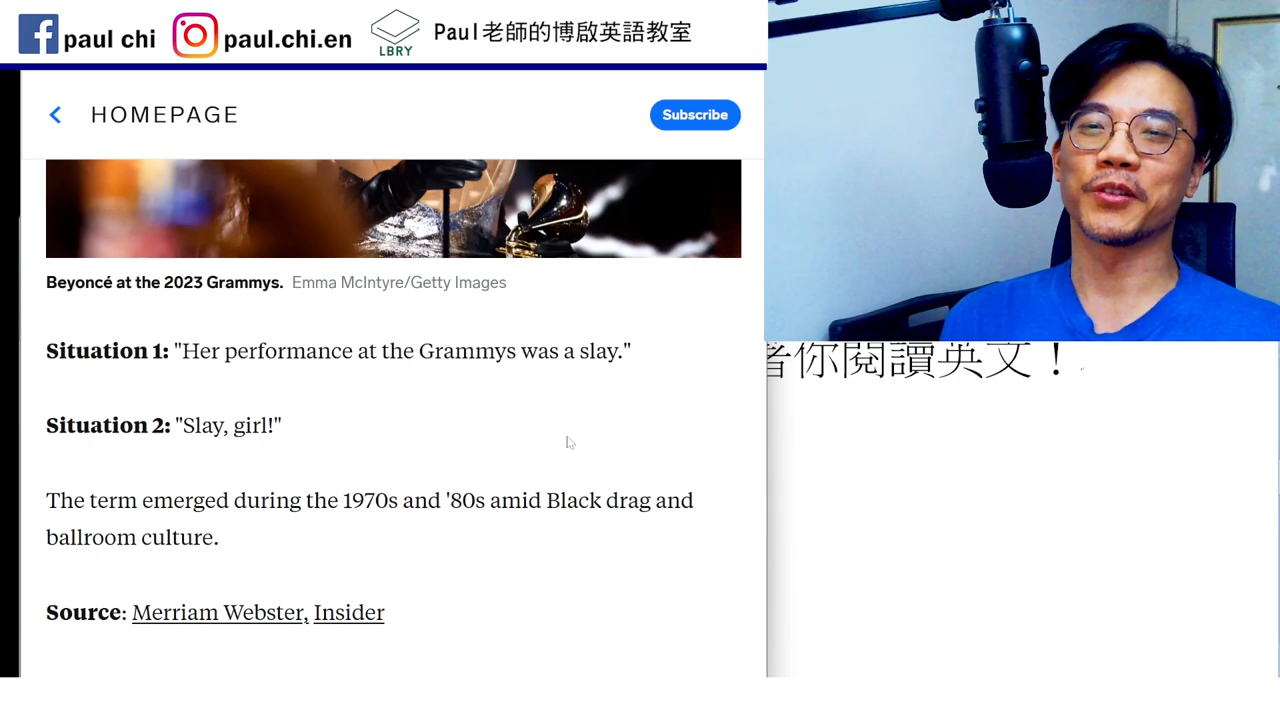 paul chi
paul.chi.en
LBRY
Paul老師的博啟英語教室
HOMEPAGE
Subscribe
Beyoncé at the 2023 Grammys. Emma McIntyre/Getty Images
Situation 1: "Her performance at the Grammys was a slay."
Situation 2: "Slay, girl!"
The term emerged during the 1970s and '80s amid Black drag and
ballroom culture.
Source: Merriam Webster, Insider
你閱讀英文！